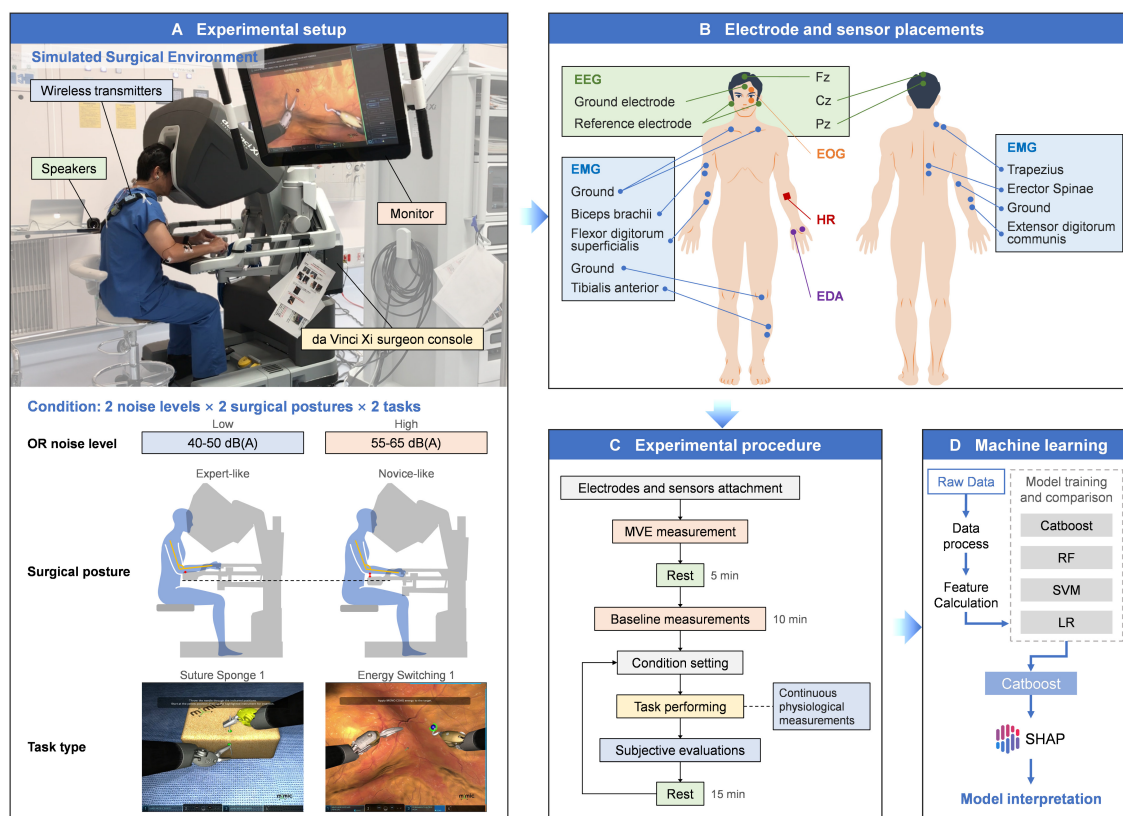 A Experimental setup
Simulated Surgical Environment
Wireless transmitters
Speakers
Monitor
da Vinci Xi surgeon console
Condition: 2 noise levels × 2 surgical postures × 2 tasks
Low
High
OR noise level
40-50 dB(A)
55-65 dB(A)
Expert-like
Novice-like
Surgical posture
Suture Sponge 1
Energy Switching 1
Task type
mimic
mimic
B Electrode and sensor placements
EEG
Ground electrode
Reference electrode
Fz
Cz
Pz
EOG
EMG
Ground
Biceps brachii
Flexor digitorum
superficialis
Ground
Tibialis anterior
HR
EDA
EMG
Trapezius
Erector Spinae
Ground
Extensor digitorum
communis
C Experimental procedure
Electrodes and sensors attachment
MVE measurement
Rest
5 min
Baseline measurements
10 min
Condition setting
Task performing
Continuous
physiological
measurements
Subjective evaluations
Rest
15 min
D Machine learning
Raw Data
Data
process
Feature
Calculation
Model training
and comparison
Catboost
RF
SVM
LR
Catboost
SHAP
Model interpretation